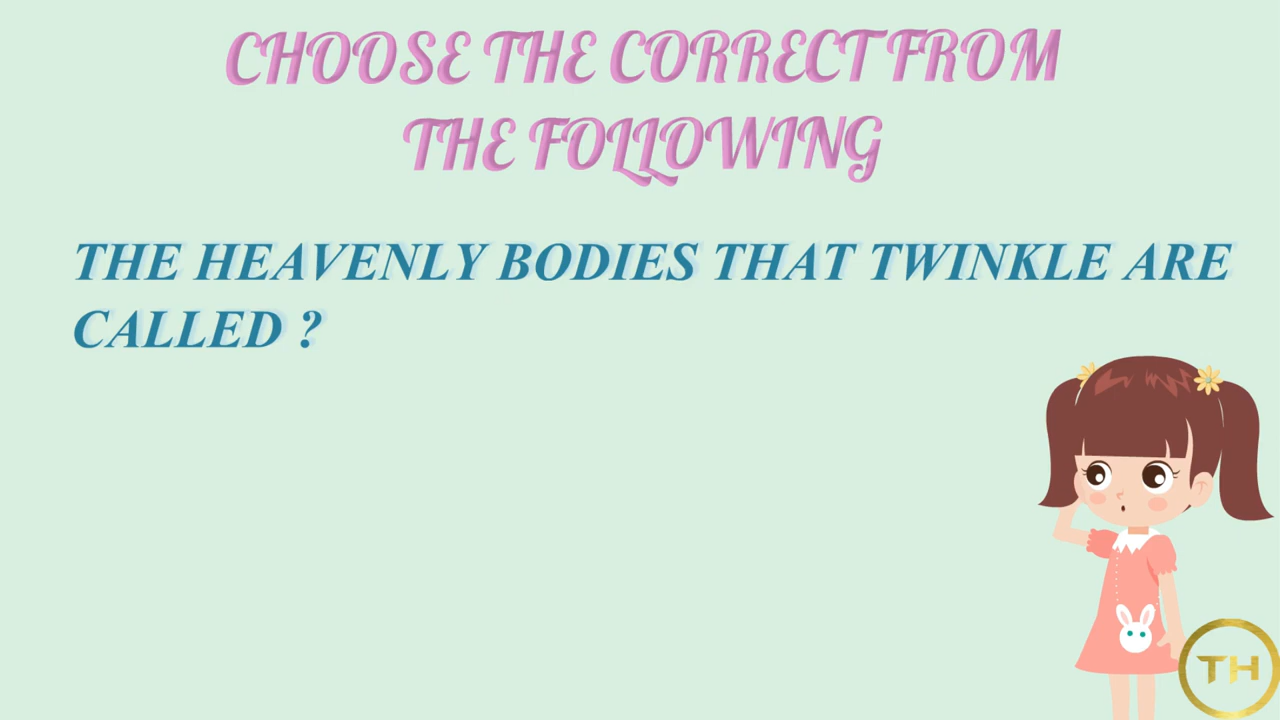 CHOOSE THE CORRECT FROM
THE FOLLOWING
THE HEAVENLY BODIES THAT TWINKLE ARE
CALLED ?
TH